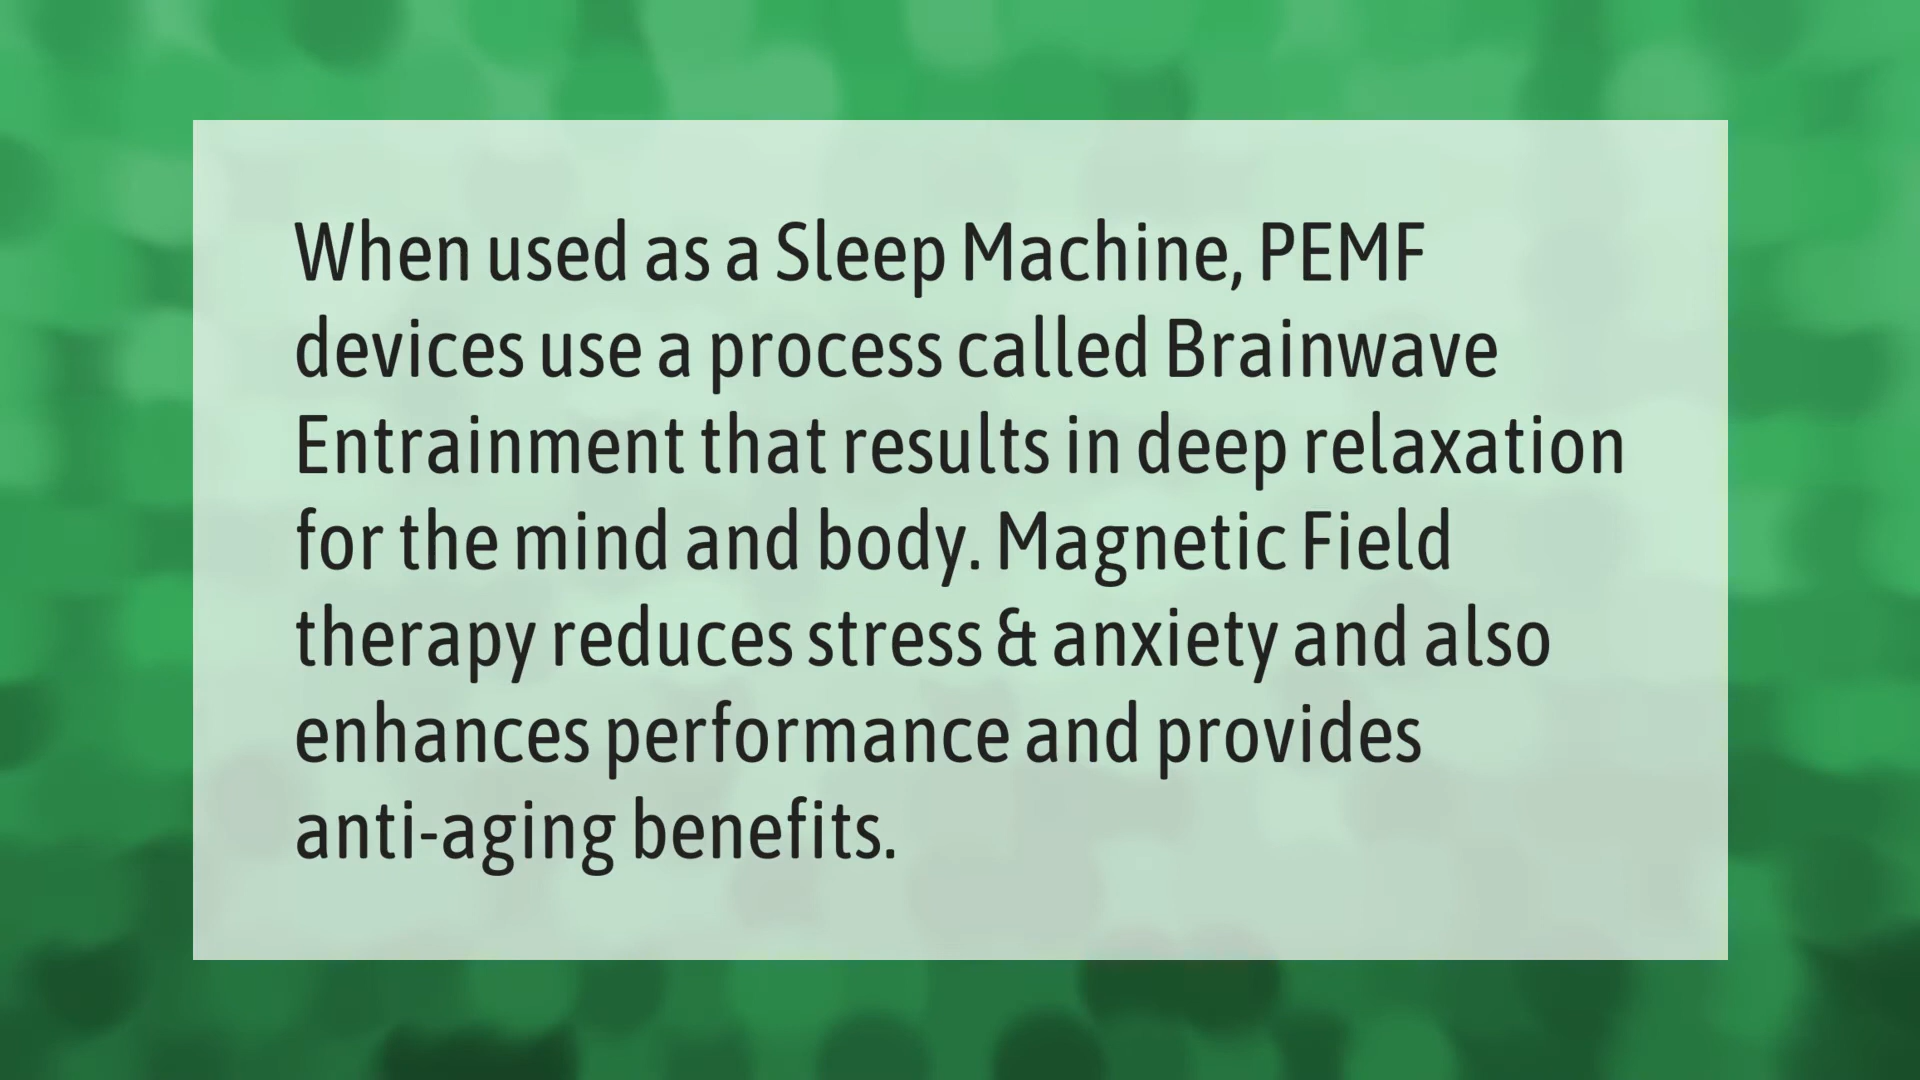 When used as a Sleep Machine, PEMF
devices use a process called Brainwave
Entrainment that results in deep relaxation
for the mind and body. Magnetic Field
therapy reduces stress & anxiety and also
enhances performance and provides
anti-aging benefits.